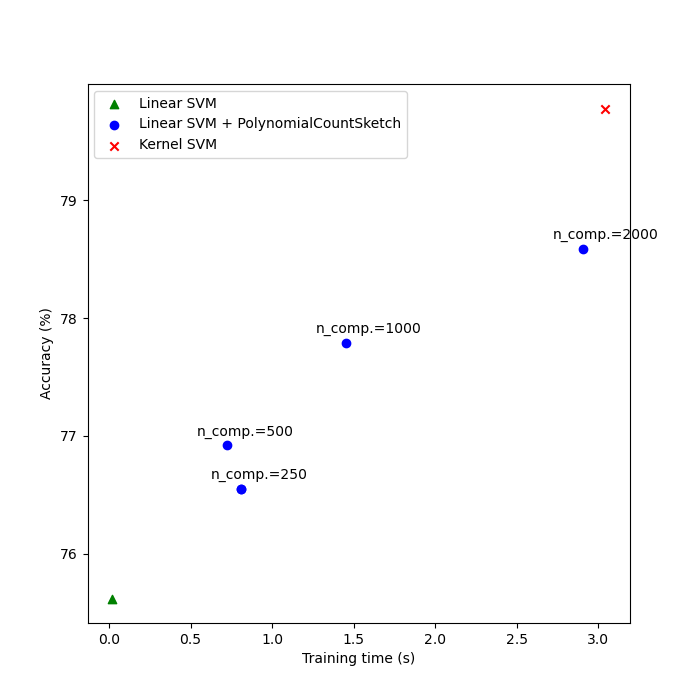 Linear SVM
Linear SVM + PolynomialCountSketch
Kernel SVM
79
78
77
76
Accuracy (%)
n_comp.=2000
n_comp.=1000
n_comp.=500
n_comp.=250
0.0 0.5 1.0 1.5 2.0 2.5 3.0
Training time (s)